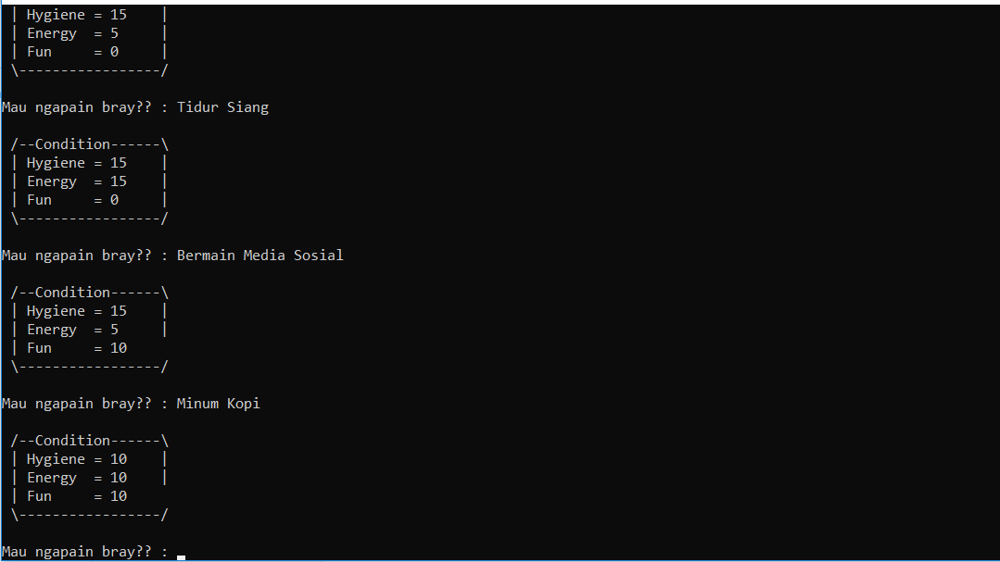 | Hygiene = 15    |
| Energy  = 5     |
| Fun     = 0     |
\-----------------/
Mau ngapain bray?? : Tidur Siang
/--Condition------\
| Hygiene = 15    |
| Energy  = 15    |
| Fun     = 0     |
\-----------------/
Mau ngapain bray?? : Bermain Media Sosial
/--Condition------\
| Hygiene = 15    |
| Energy  = 5     |
| Fun     = 10
\-----------------/
Mau ngapain bray?? : Minum Kopi
/--Condition------\
| Hygiene = 10    |
| Energy  = 10    |
| Fun     = 10
\-----------------/
Mau ngapain bray?? :